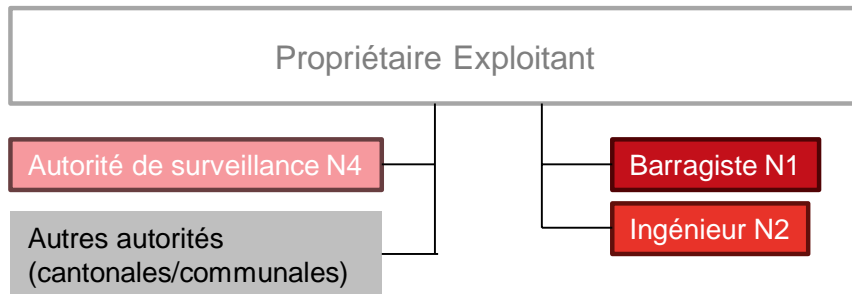 Propriétaire Exploitant
Autorité de surveillance N4
Barragiste N1
Ingénieur N2
Autres autorités
(cantonales/communales)